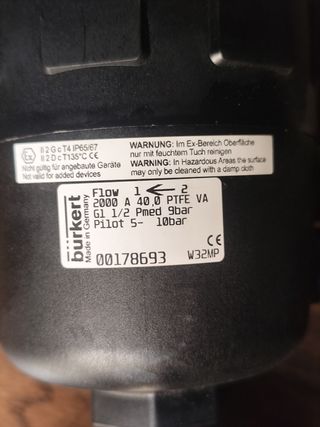 Ex II 2 G c T4 IP65/67
II 2 D c T135°C CE
Nicht gültig für angebaute Geräte
Not valid for added devices
WARNUNG: Im Ex-Bereich Oberfläche
nur mit feuchtem Tuch reinigen
WARNING: In Hazardous Areas the surface
may only be cleaned with a damp cloth
bürkert
Made in Germany
Flow 1 ← 2
2000 A 40,0 PTFE VA
G1 1/2 Pmed 9bar
Pilot 5- 10bar
CE
00178693 W32MP